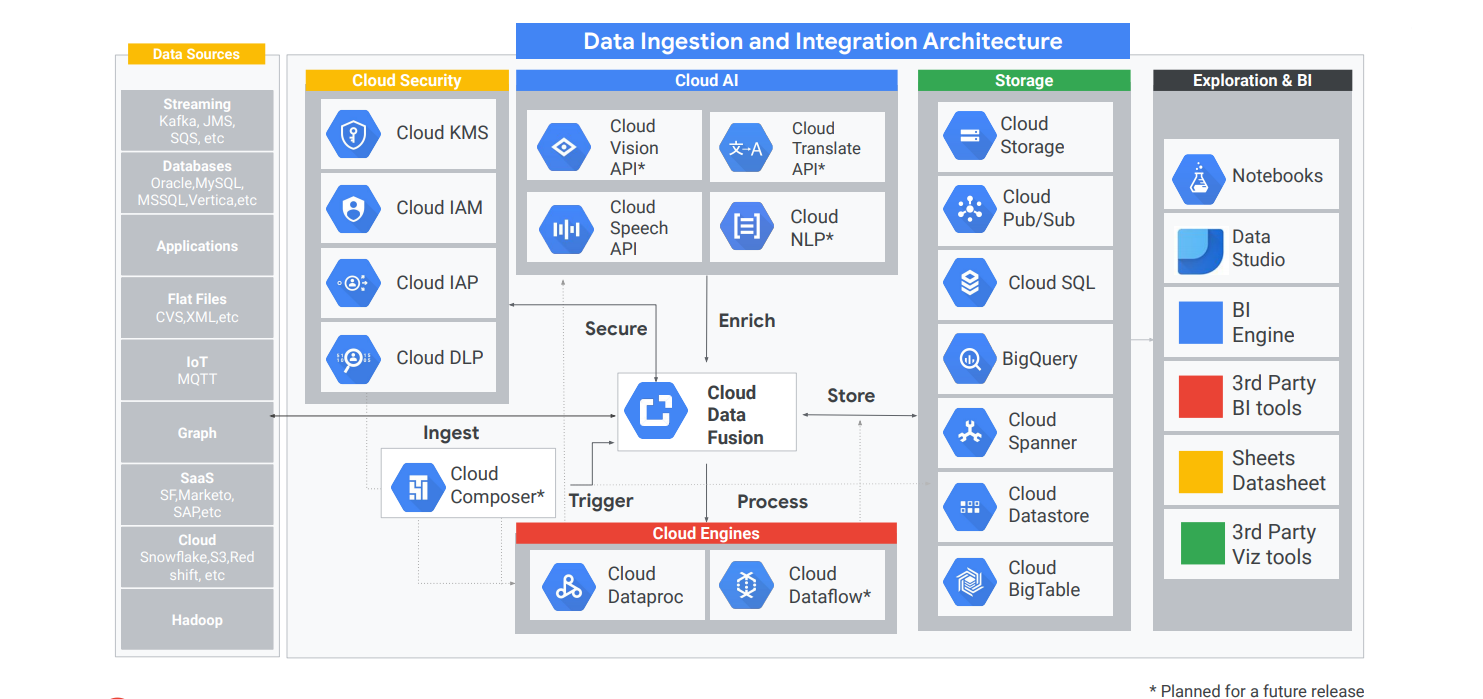 Data Ingestion and Integration Architecture
Data Sources
Streaming
Kafka, JMS,
SQS, etc
Databases
Oracle,MySQL,
MSSQL,Vertica,etc
Applications
Flat Files
CVS,XML,etc
IoT
MQTT
Graph
SaaS
SF,Marketo,
SAP,etc
Cloud
Snowflake,S3,Red
shift, etc
Hadoop
Cloud Security
Cloud KMS
Cloud IAM
Cloud IAP
Cloud DLP
Cloud AI
Cloud
Vision
API*
文→A
Cloud
Translate
API*
Cloud
Speech
API
Cloud
NLP*
Secure
Enrich
Cloud
Data
Fusion
Store
Ingest
Cloud
Composer*
Trigger
Process
Cloud Engines
Cloud
Dataproc
Cloud
Dataflow*
Storage
Cloud
Storage
Cloud
Pub/Sub
Cloud SQL
BigQuery
Cloud
Spanner
Cloud
Datastore
Cloud
BigTable
Exploration & BI
Notebooks
Data
Studio
BI
Engine
3rd Party
BI tools
Sheets
Datasheet
3rd Party
Viz tools
* Planned for a future release